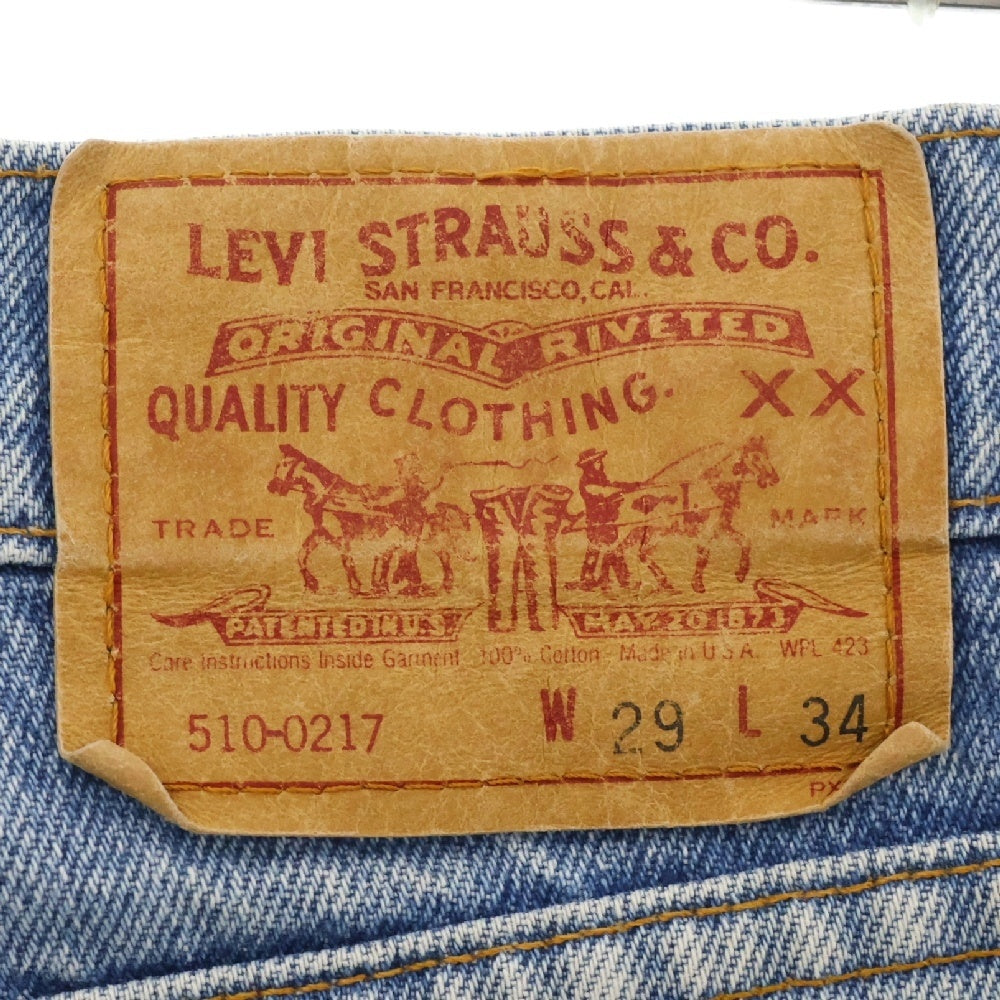 LEVI STRAUSS & CO.
SAN FRANCISCO, CAL.
ORIGINAL RIVETED
QUALITY CLOTHING. XX
TRADE MARK
PATENTED IN U.S. MAY 20 1873
Care Instructions Inside Garment 100% Cotton Made in U S A. WPL 423
510-0217 W 29 L 34